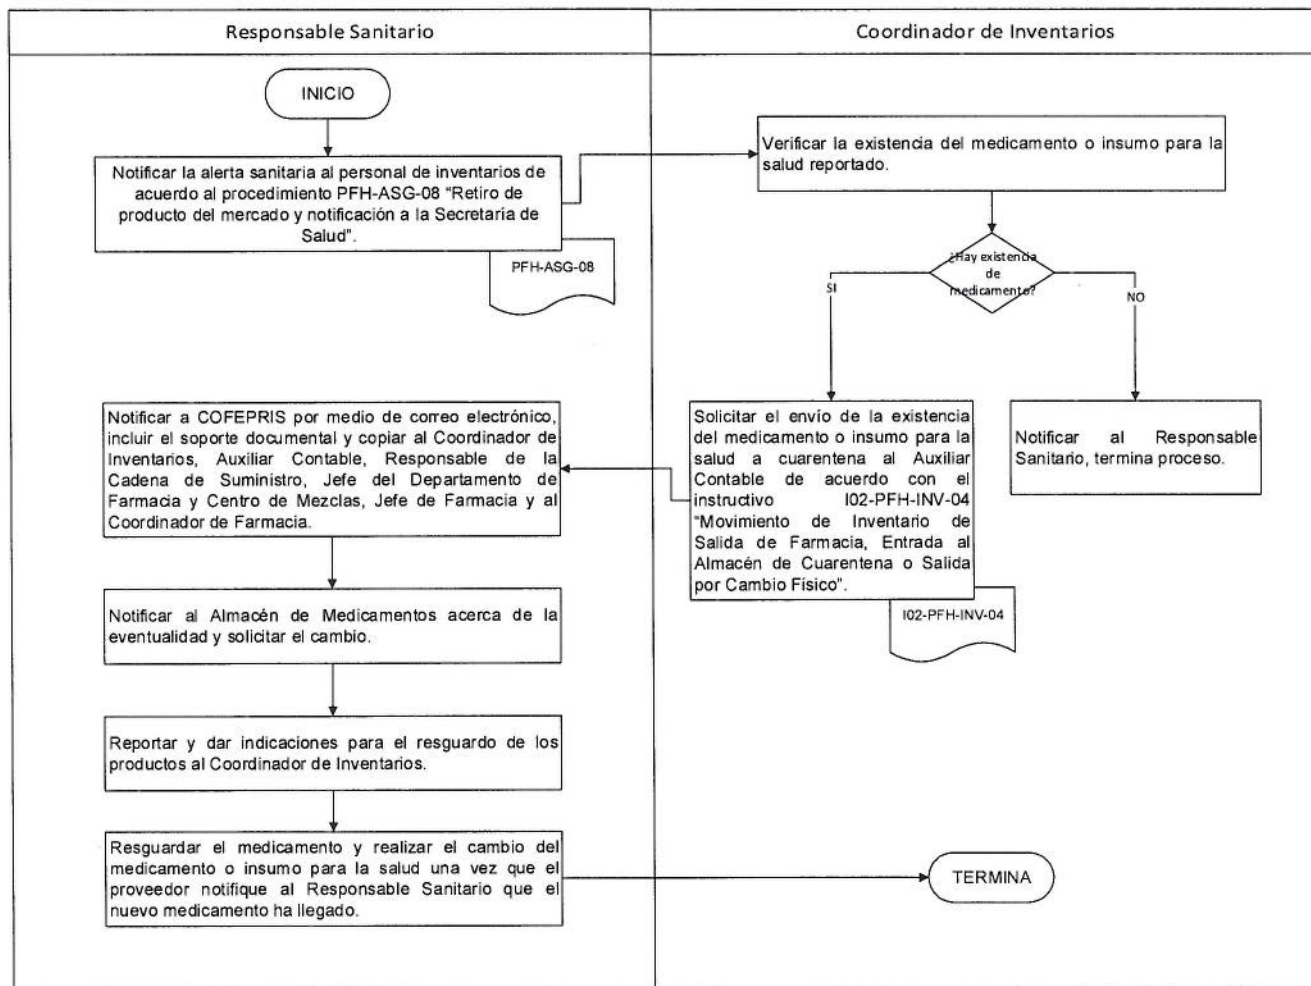 Responsable Sanitario
Coordinador de Inventarios
INICIO
Notificar la alerta sanitaria al personal de inventarios de
acuerdo al procedimiento PFH-ASG-08 "Retiro de
producto del mercado y notificación a la Secretaría de
Salud".
PFH-ASG-08
Verificar la existencia del medicamento o insumo para la
salud reportado.
¿Hay existencia
de
medicamento?
SI
NO
Solicitar el envío de la existencia
del medicamento o insumo para la
salud a cuarentena al Auxiliar
Contable de acuerdo con el
instructivo I02-PFH-INV-04
"Movimiento de Inventario de
Salida de Farmacia, Entrada al
Almacén de Cuarentena o Salida
por Cambio Físico".
I02-PFH-INV-04
Notificar al Responsable
Sanitario, termina proceso.
Notificar a COFEPRIS por medio de correo electrónico,
incluir el soporte documental y copiar al Coordinador de
Inventarios, Auxiliar Contable, Responsable de la
Cadena de Suministro, Jefe del Departamento de
Farmacia y Centro de Mezclas, Jefe de Farmacia y al
Coordinador de Farmacia.
Notificar al Almacén de Medicamentos acerca de la
eventualidad y solicitar el cambio.
Reportar y dar indicaciones para el resguardo de los
productos al Coordinador de Inventarios.
Resguardar el medicamento y realizar el cambio del
medicamento o insumo para la salud una vez que el
proveedor notifique al Responsable Sanitario que el
nuevo medicamento ha llegado.
TERMINA